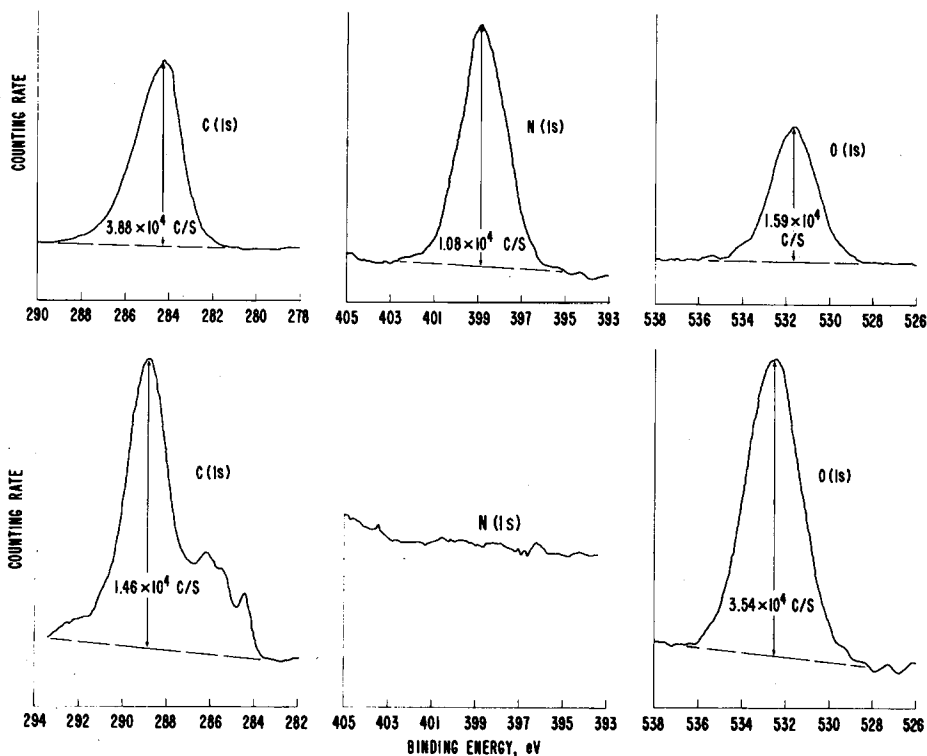 COUNTING RATE
C (1s)
3.88×10⁴ C/S
290 288 286 284 282 280 278
N (1s)
1.08×10⁴ C/S
405 403 401 399 397 395 393
O (1s)
1.59×10⁴
C/S
538 536 534 532 530 528 526
COUNTING RATE
C (1s)
1.46×10⁴ C/S
294 292 290 288 286 284 282
N (1s)
405 403 401 399 397 395 393
O (1s)
3.54×10⁴ C/S
538 536 534 532 530 528 526
BINDING ENERGY, eV